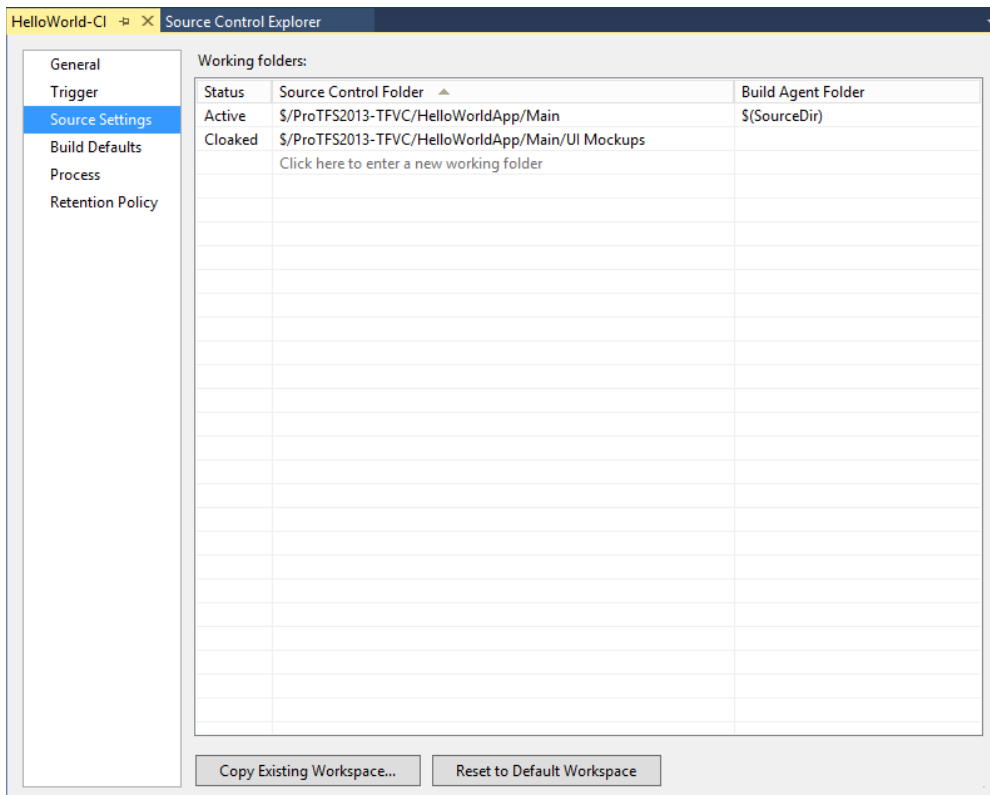 HelloWorld-CI Source Control Explorer
General
Trigger
Source Settings
Build Defaults
Process
Retention Policy
Working folders:
Status Source Control Folder Build Agent Folder
Active $/ProTFS2013-TFVC/HelloWorldApp/Main $(SourceDir)
Cloaked $/ProTFS2013-TFVC/HelloWorldApp/Main/UI Mockups
Click here to enter a new working folder
Copy Existing Workspace... Reset to Default Workspace